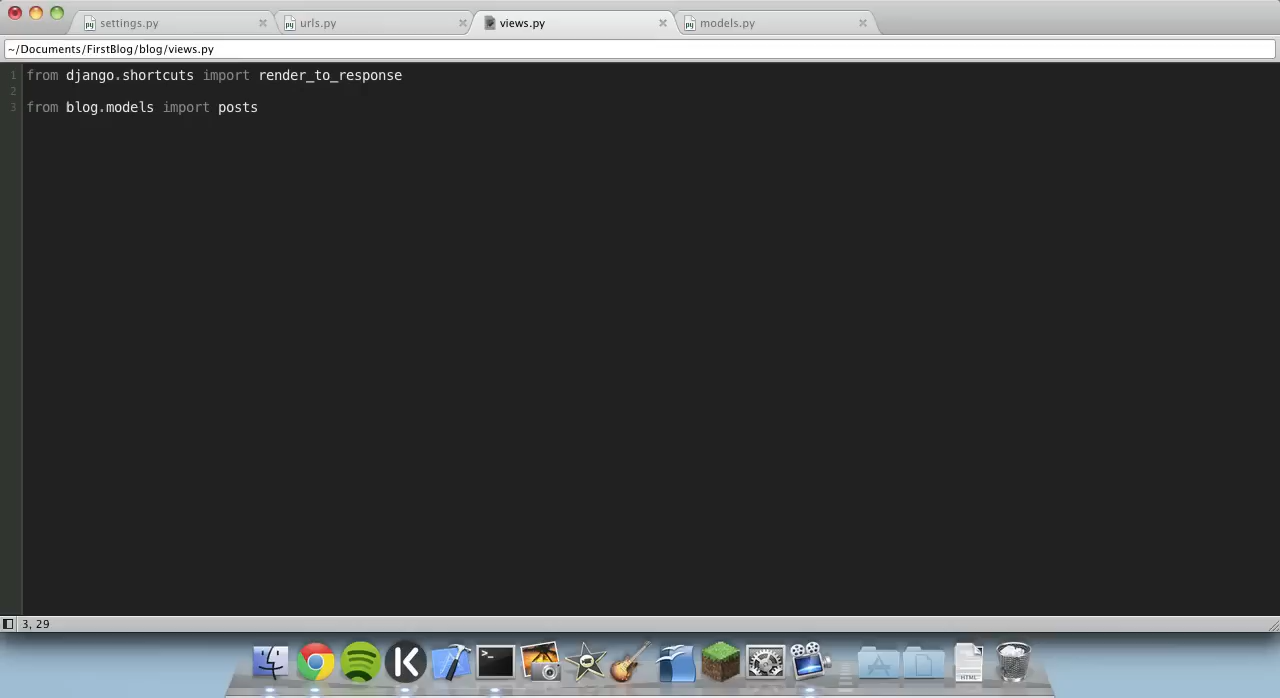 settings.py
urls.py
views.py
models.py
~/Documents/FirstBlog/blog/views.py
1 from django.shortcuts import render_to_response
2
3 from blog.models import posts
3, 29
HTML